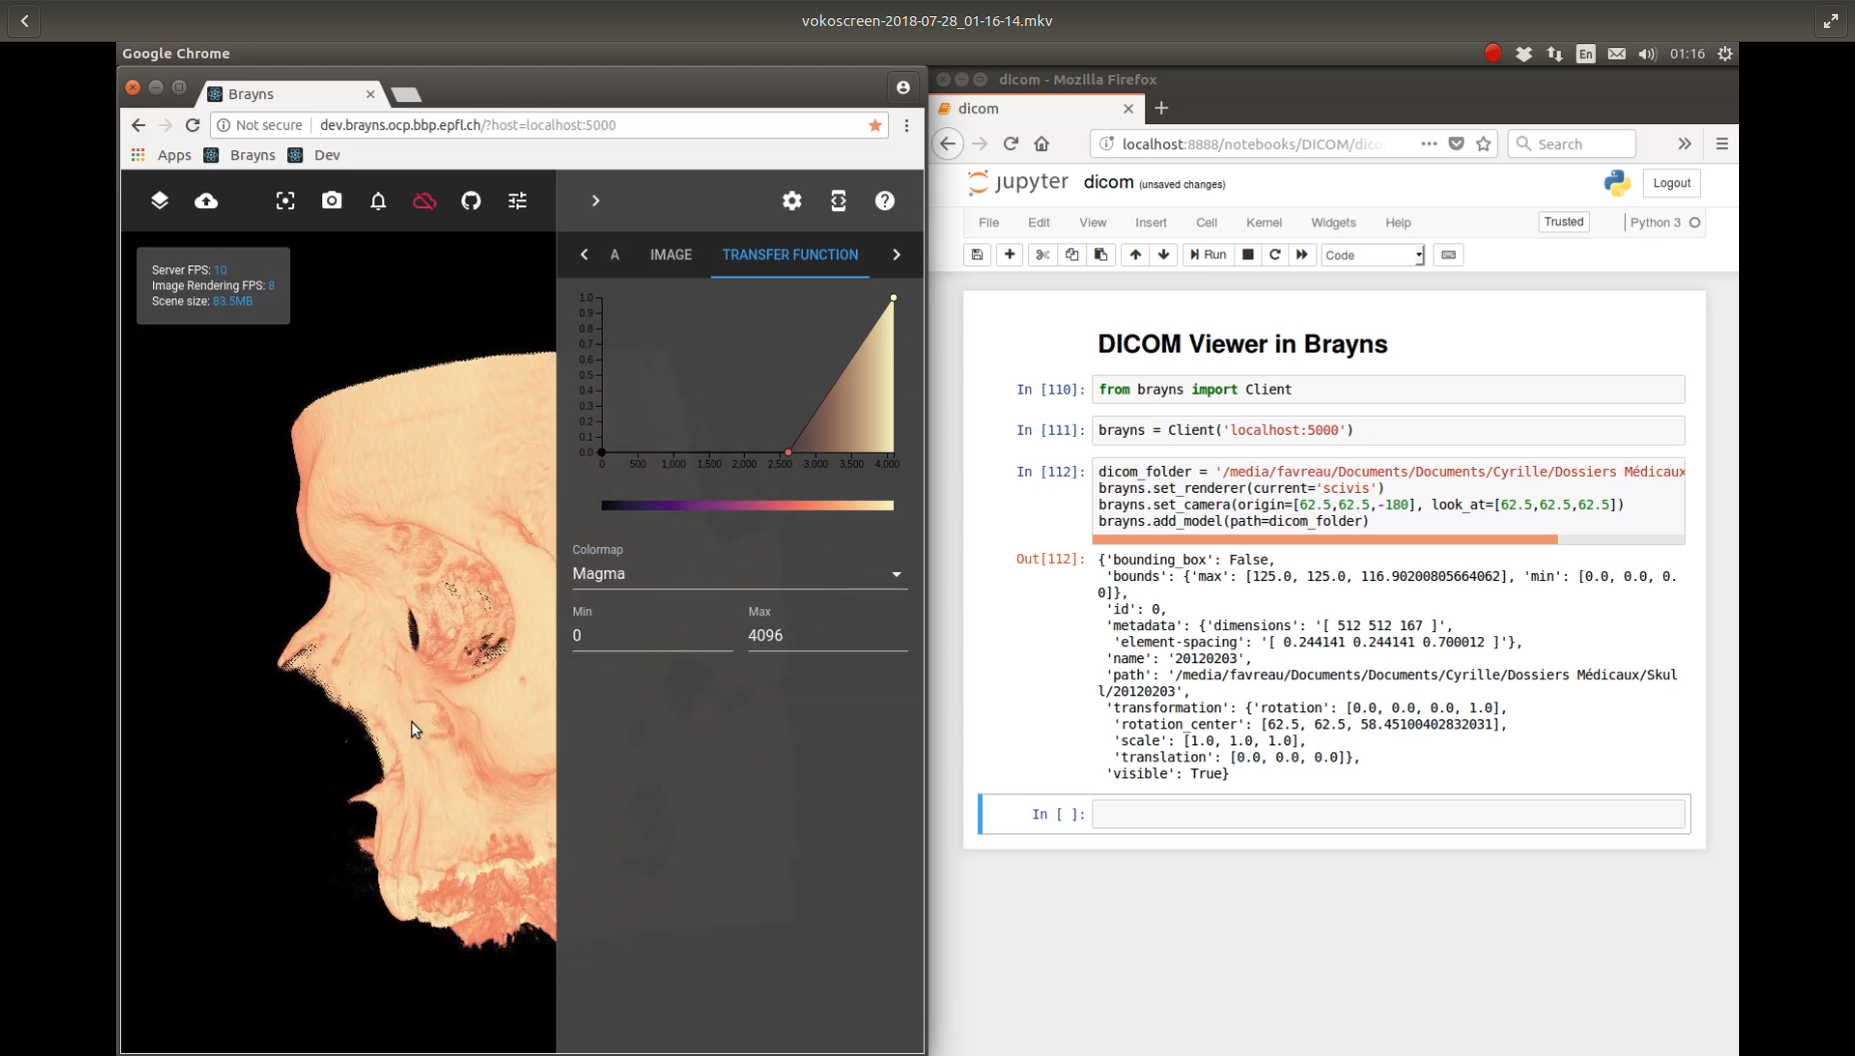 vokoscreen-2018-07-28_01-16-14.mkv
Google Chrome
En
01:16
Brayns
Not secure
dev.brayns.ocp.bbp.epfl.ch/?host=localhost:5000
Apps
Brayns
Dev
Server FPS: 10
Image Rendering FPS: 8
Scene size: 83.5MB
A
IMAGE
TRANSFER FUNCTION
1.0
0.9
0.8
0.7
0.6
0.5
0.4
0.3
0.2
0.1
0.0
0 500 1,000 1,500 2,000 2,500 3,000 3,500 4,000
Colormap
Magma
Min
Max
0
4096
dicom - Mozilla Firefox
dicom
localhost:8888/notebooks/DICOM/dico
Search
jupyter dicom (unsaved changes)
Logout
File Edit View Insert Cell Kernel Widgets Help
Trusted
Python 3
Run
Code
DICOM Viewer in Brayns
In [110]: from brayns import Client
In [111]: brayns = Client('localhost:5000')
In [112]: dicom_folder = '/media/favreau/Documents/Documents/Cyrille/Dossiers Médicaux
brayns.set_renderer(current='scivis')
brayns.set_camera(origin=[62.5,62.5,-180], look_at=[62.5,62.5,62.5])
brayns.add_model(path=dicom_folder)
Out[112]: {'bounding_box': False,
'bounds': {'max': [125.0, 125.0, 116.90200805664062], 'min': [0.0, 0.0, 0.
0]},
'id': 0,
'metadata': {'dimensions': '[ 512 512 167 ]',
'element-spacing': '[ 0.244141 0.244141 0.700012 ]'},
'name': '20120203',
'path': '/media/favreau/Documents/Documents/Cyrille/Dossiers Médicaux/Skul
l/20120203',
'transformation': {'rotation': [0.0, 0.0, 0.0, 1.0],
'rotation_center': [62.5, 62.5, 58.45100402832031],
'scale': [1.0, 1.0, 1.0],
'translation': [0.0, 0.0, 0.0]},
'visible': True}
In [ ]: